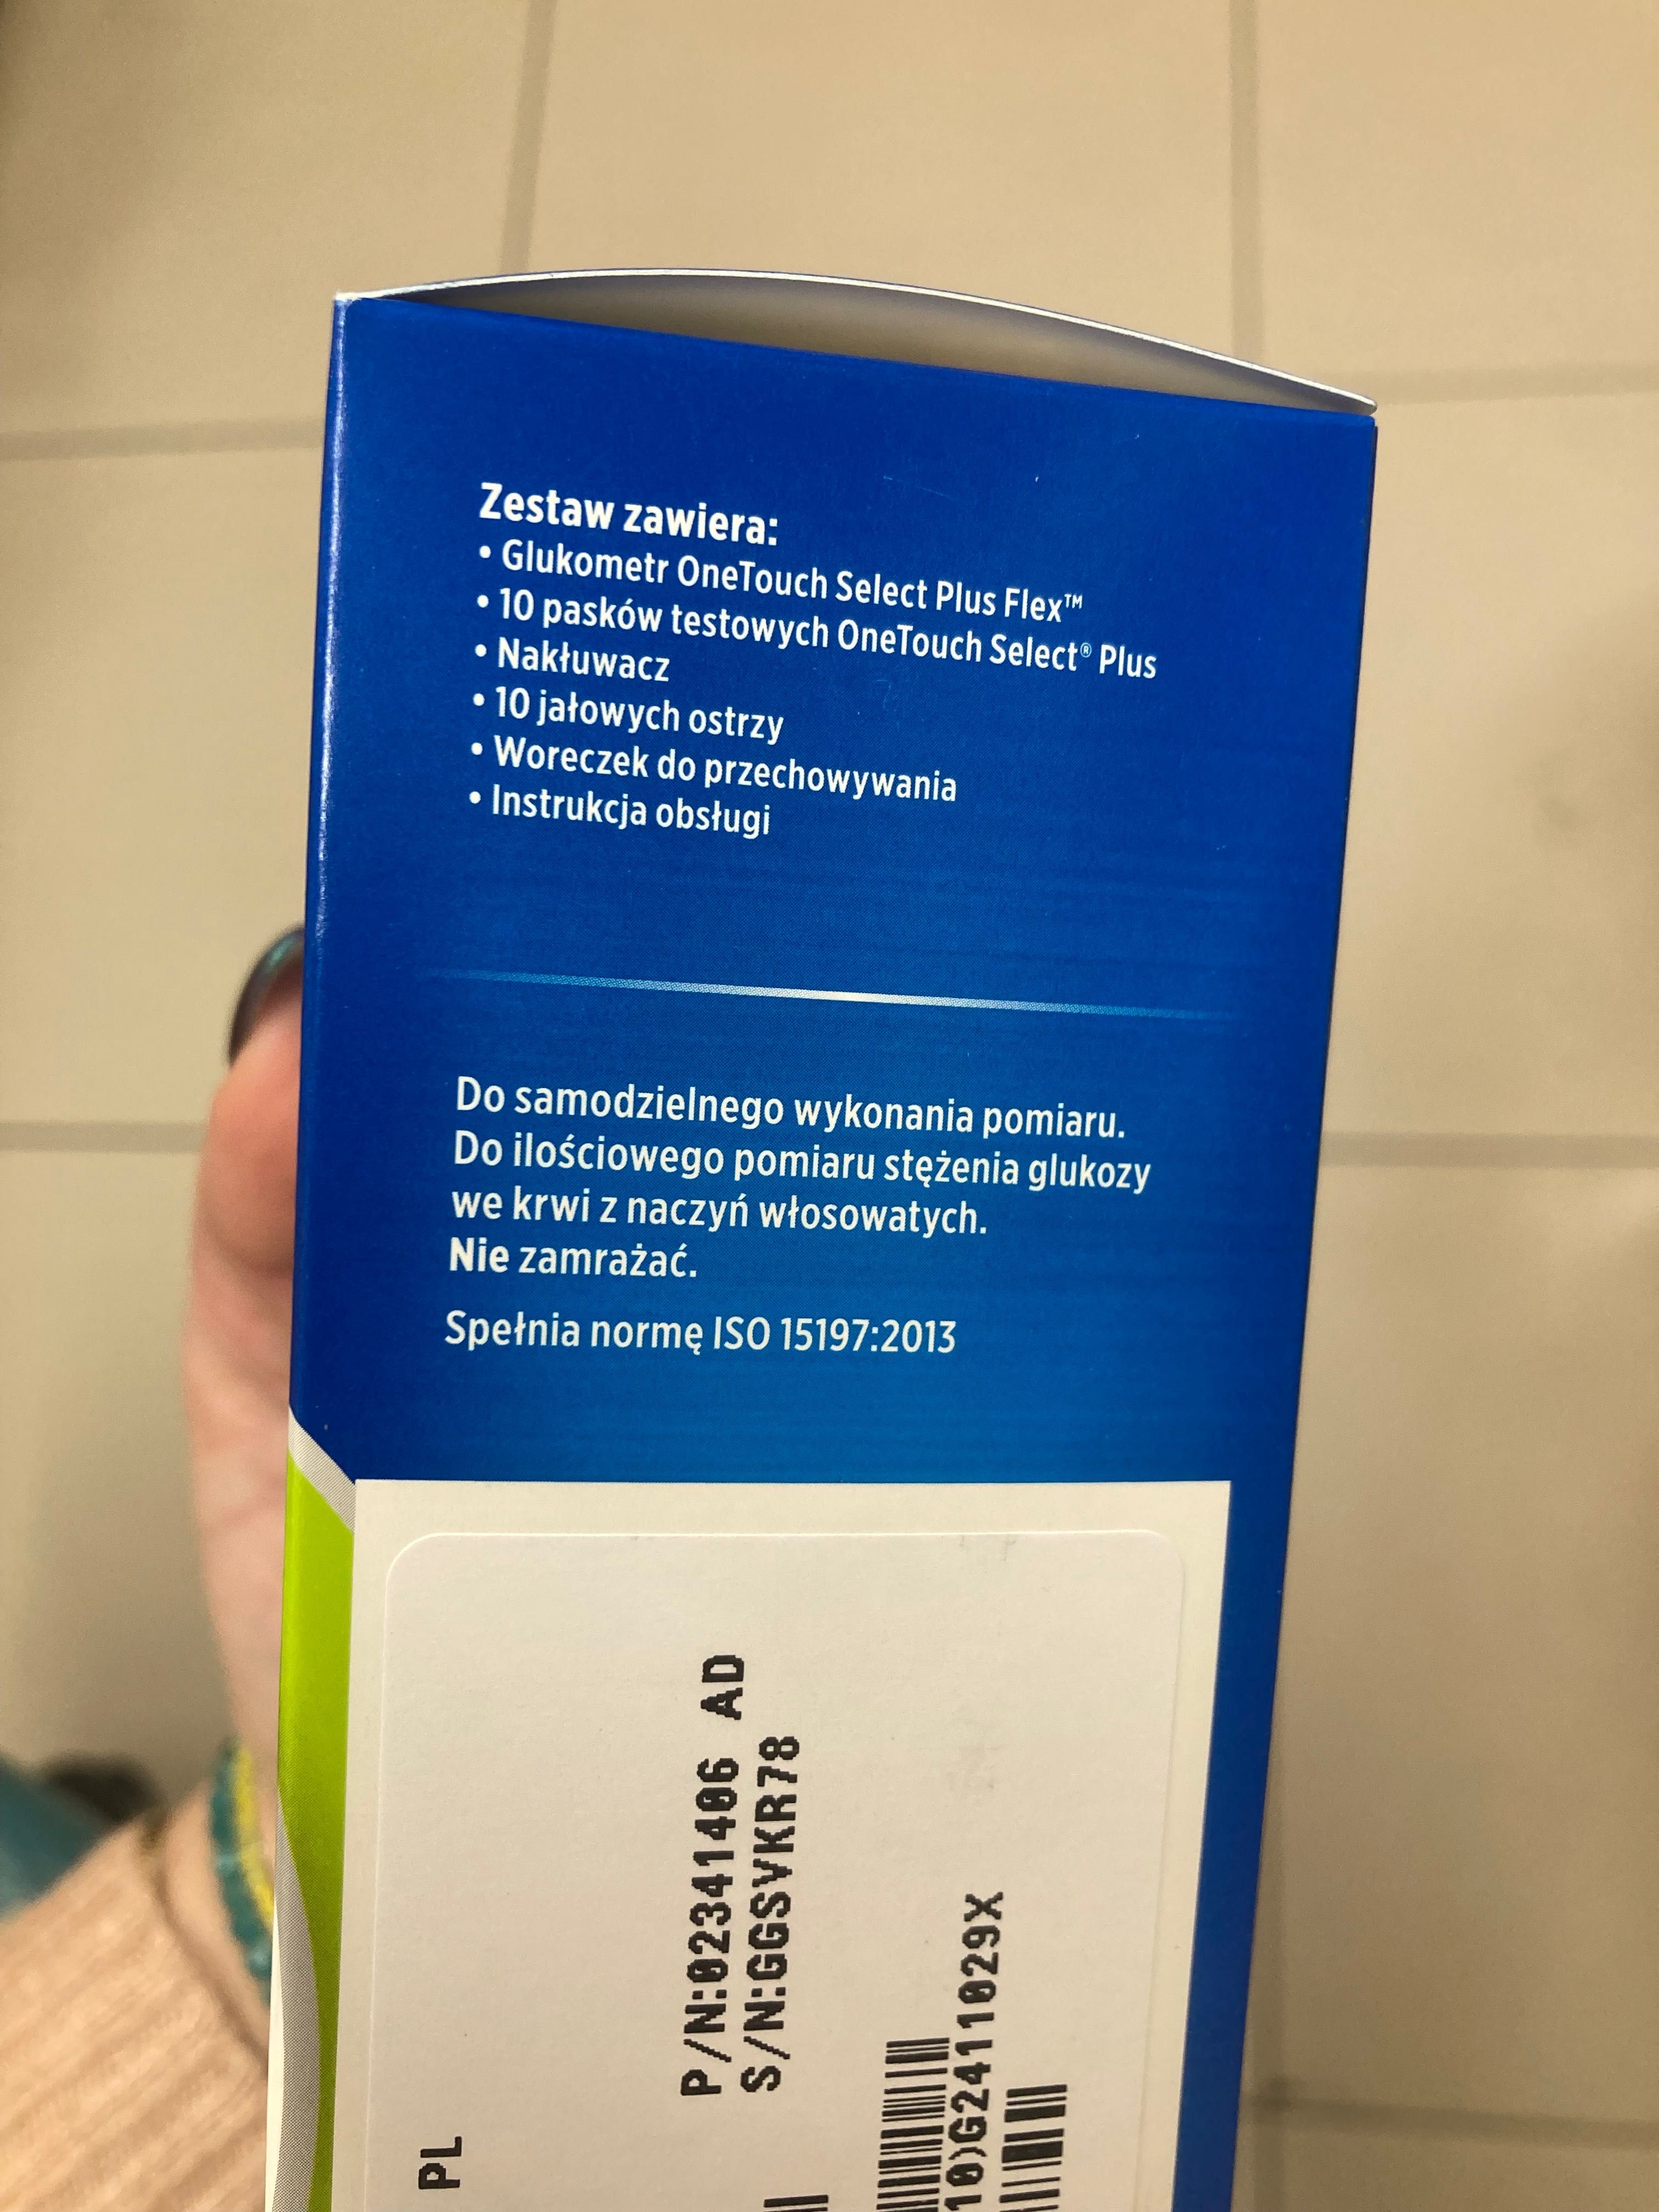 Zestaw zawiera:
• Glukometr OneTouch Select Plus Flex™
• 10 pasków testowych OneTouch Select® Plus
• Nakłuwacz
• 10 jałowych ostrzy
• Woreczek do przechowywania
• Instrukcja obsługi
Do samodzielnego wykonania pomiaru.
Do ilościowego pomiaru stężenia glukozy
we krwi z naczyń włosowatych.
Nie zamrażać.
Spełnia normę ISO 15197:2013
PL
P/N:02341406 AD
S/N:GGSVKR78
10)G2411029X